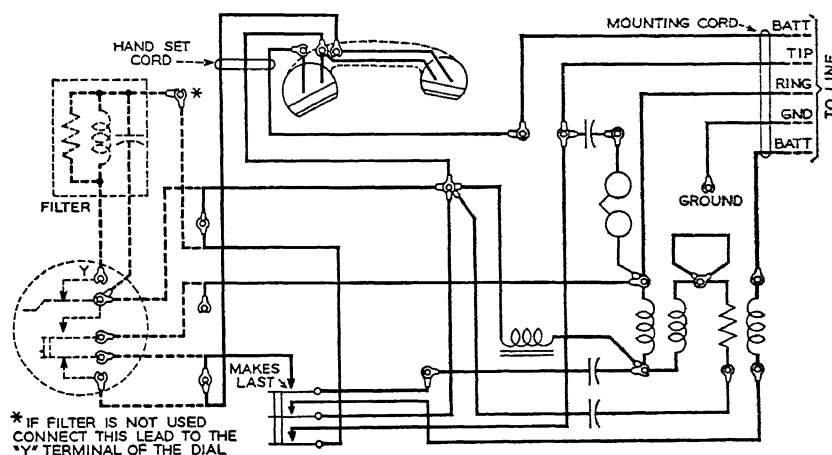 MOUNTING CORD
BATT
TIP
RING
GND
BATT
TO LINE
HAND SET
CORD
*
FILTER
GROUND
Y
MAKES
LAST
* IF FILTER IS NOT USED
CONNECT THIS LEAD TO THE
"Y" TERMINAL OF THE DIAL